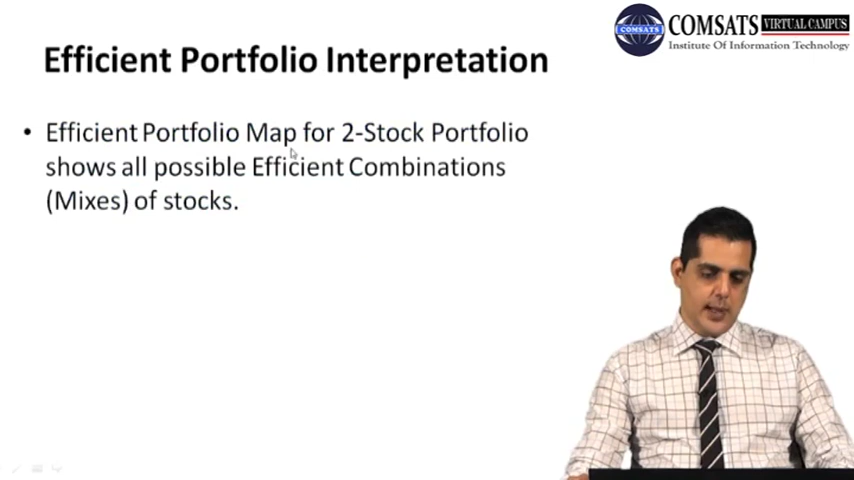 COMSATS VIRTUAL CAMPUS
COMSATS
Institute Of Information Technology
Efficient Portfolio Interpretation
• Efficient Portfolio Map for 2-Stock Portfolio
shows all possible Efficient Combinations
(Mixes) of stocks.